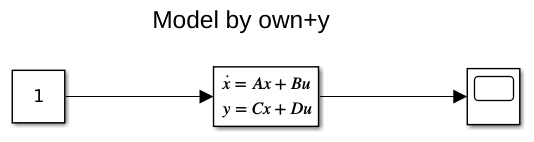 Model by own+y
1
ẋ = Ax + Bu
y = Cx + Du